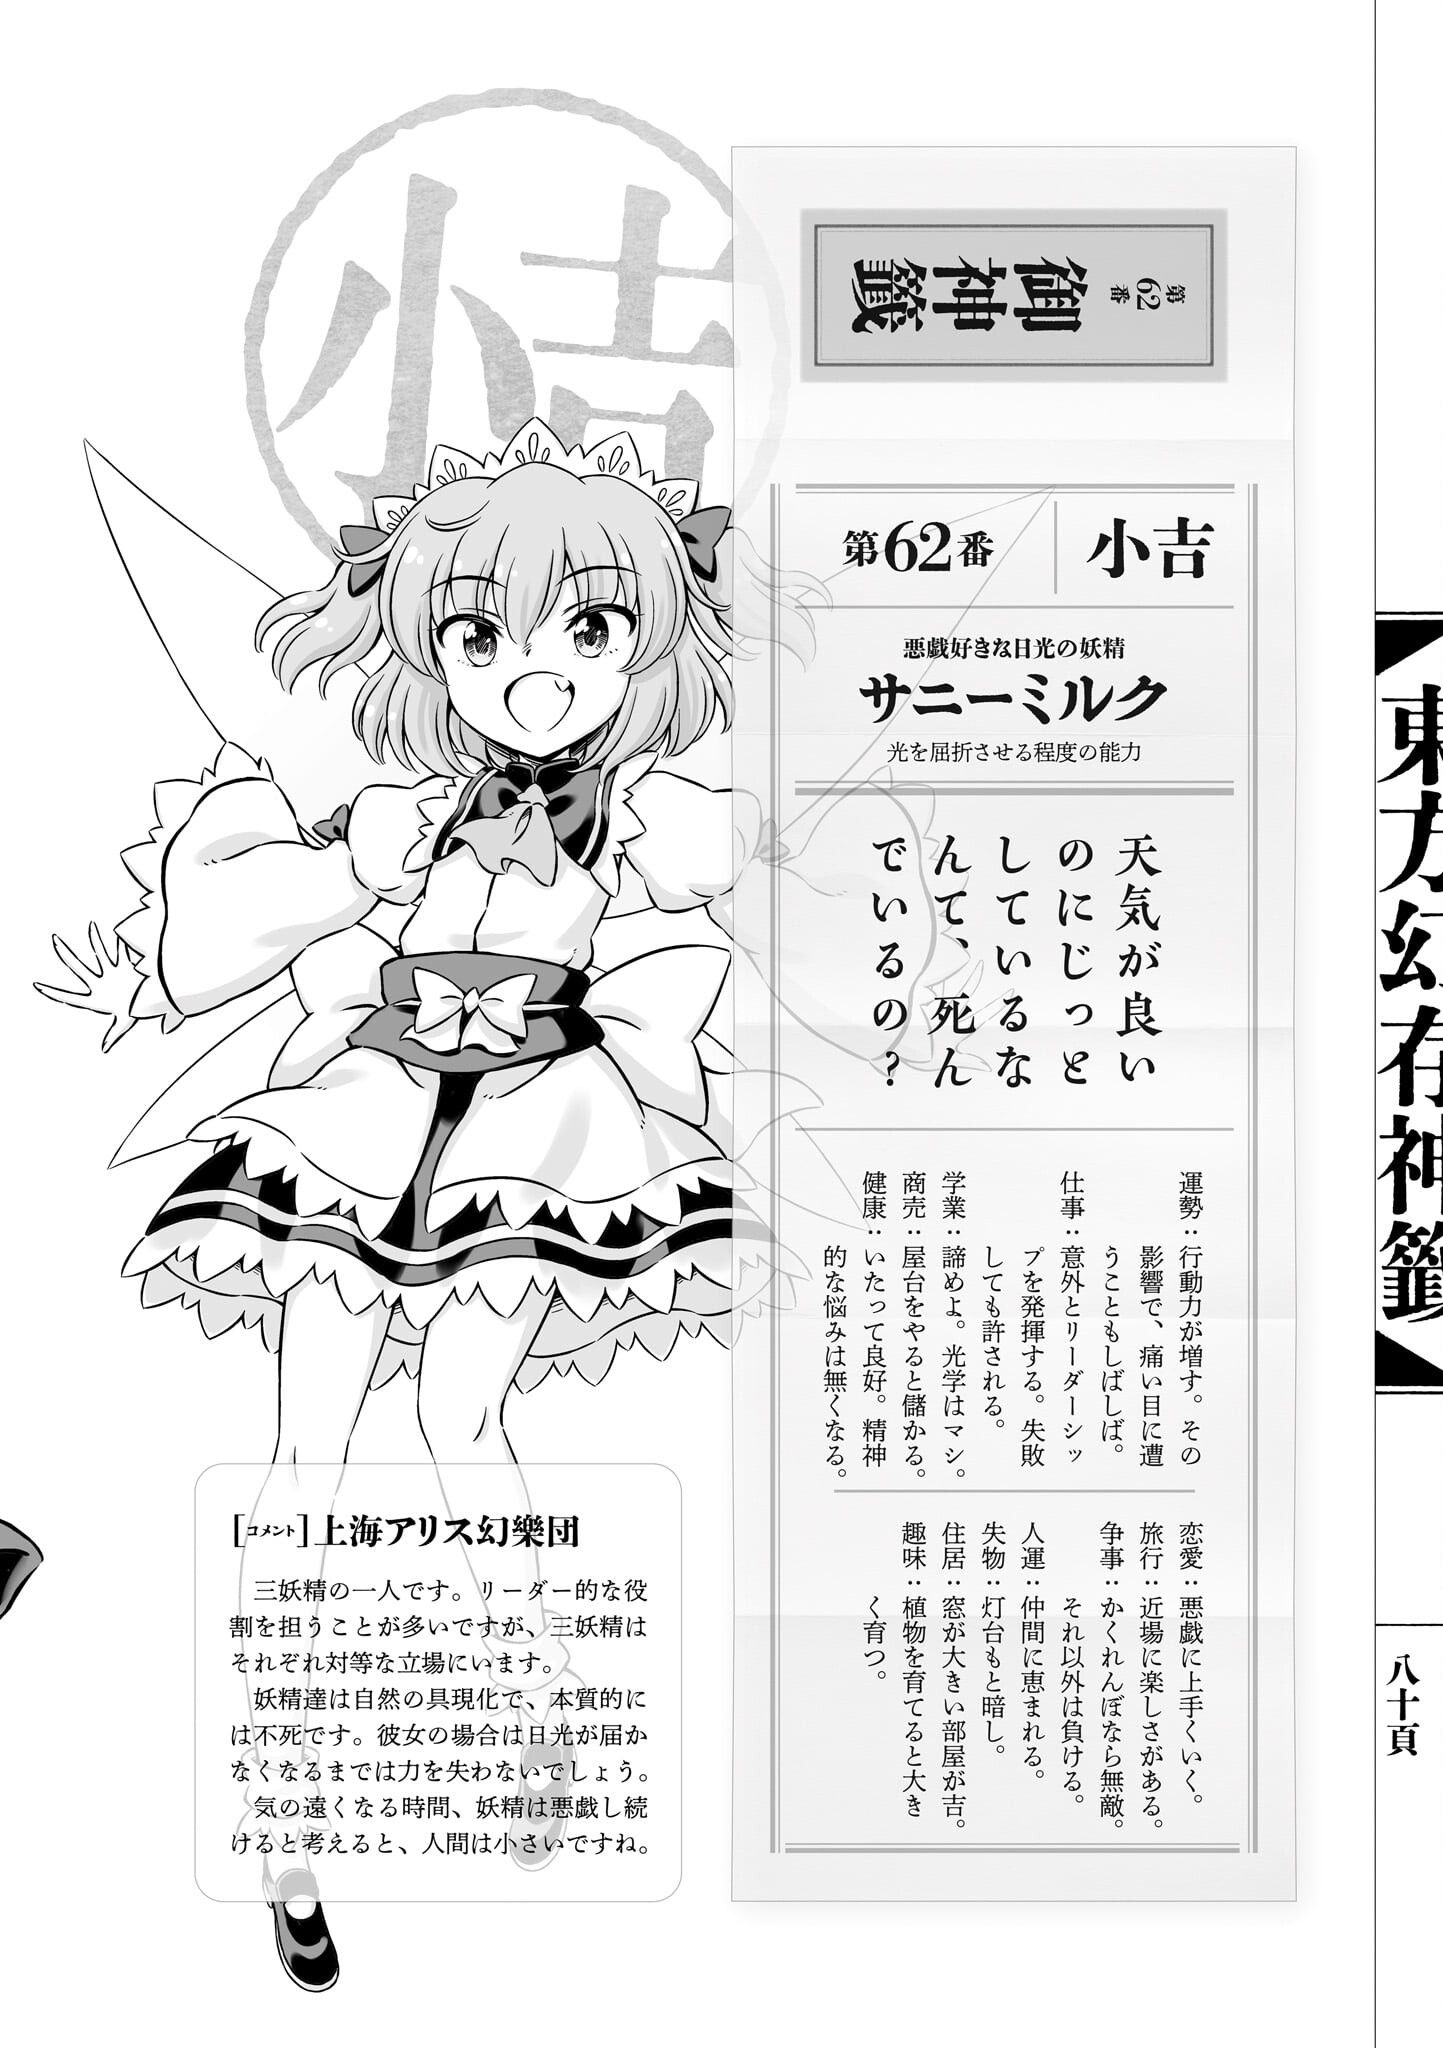 小吉
御神籤
第62番
第62番
小吉
悪戯好きな日光の妖精
サニーミルク
光を屈折させる程度の能力
天気が良い
のにじっと
しているな
んて、死ん
でいるの?
運勢:行動力が増す。その
影響で、痛い目に遭
うこともしばしば。
仕事:意外とリーダーシッ
プを発揮する。失敗
しても許される。
学業:諦めよ。光学はマシ。
商売:屋台をやると儲かる。
健康:いたって良好。精神
的な悩みは無くなる。
恋愛:悪戯に上手くいく。
旅行:近場に楽しさがある。
争事:かくれんぼなら無敵。
それ以外は負ける。
人運:仲間に恵まれる。
失物:灯台もと暗し。
住居:窓が大きい部屋が吉。
趣味:植物を育てると大き
く育つ。
[コメント]上海アリス幻樂団
三妖精の一人です。リーダー的な役
割を担うことが多いですが、三妖精は
それぞれ対等な立場にいます。
妖精達は自然の具現化で、本質的に
は不死です。彼女の場合は日光が届か
なくなるまでは力を失わないでしょう。
気の遠くなる時間、妖精は悪戯し続
けると考えると、人間は小さいですね。
東方幻存神籤
八十頁